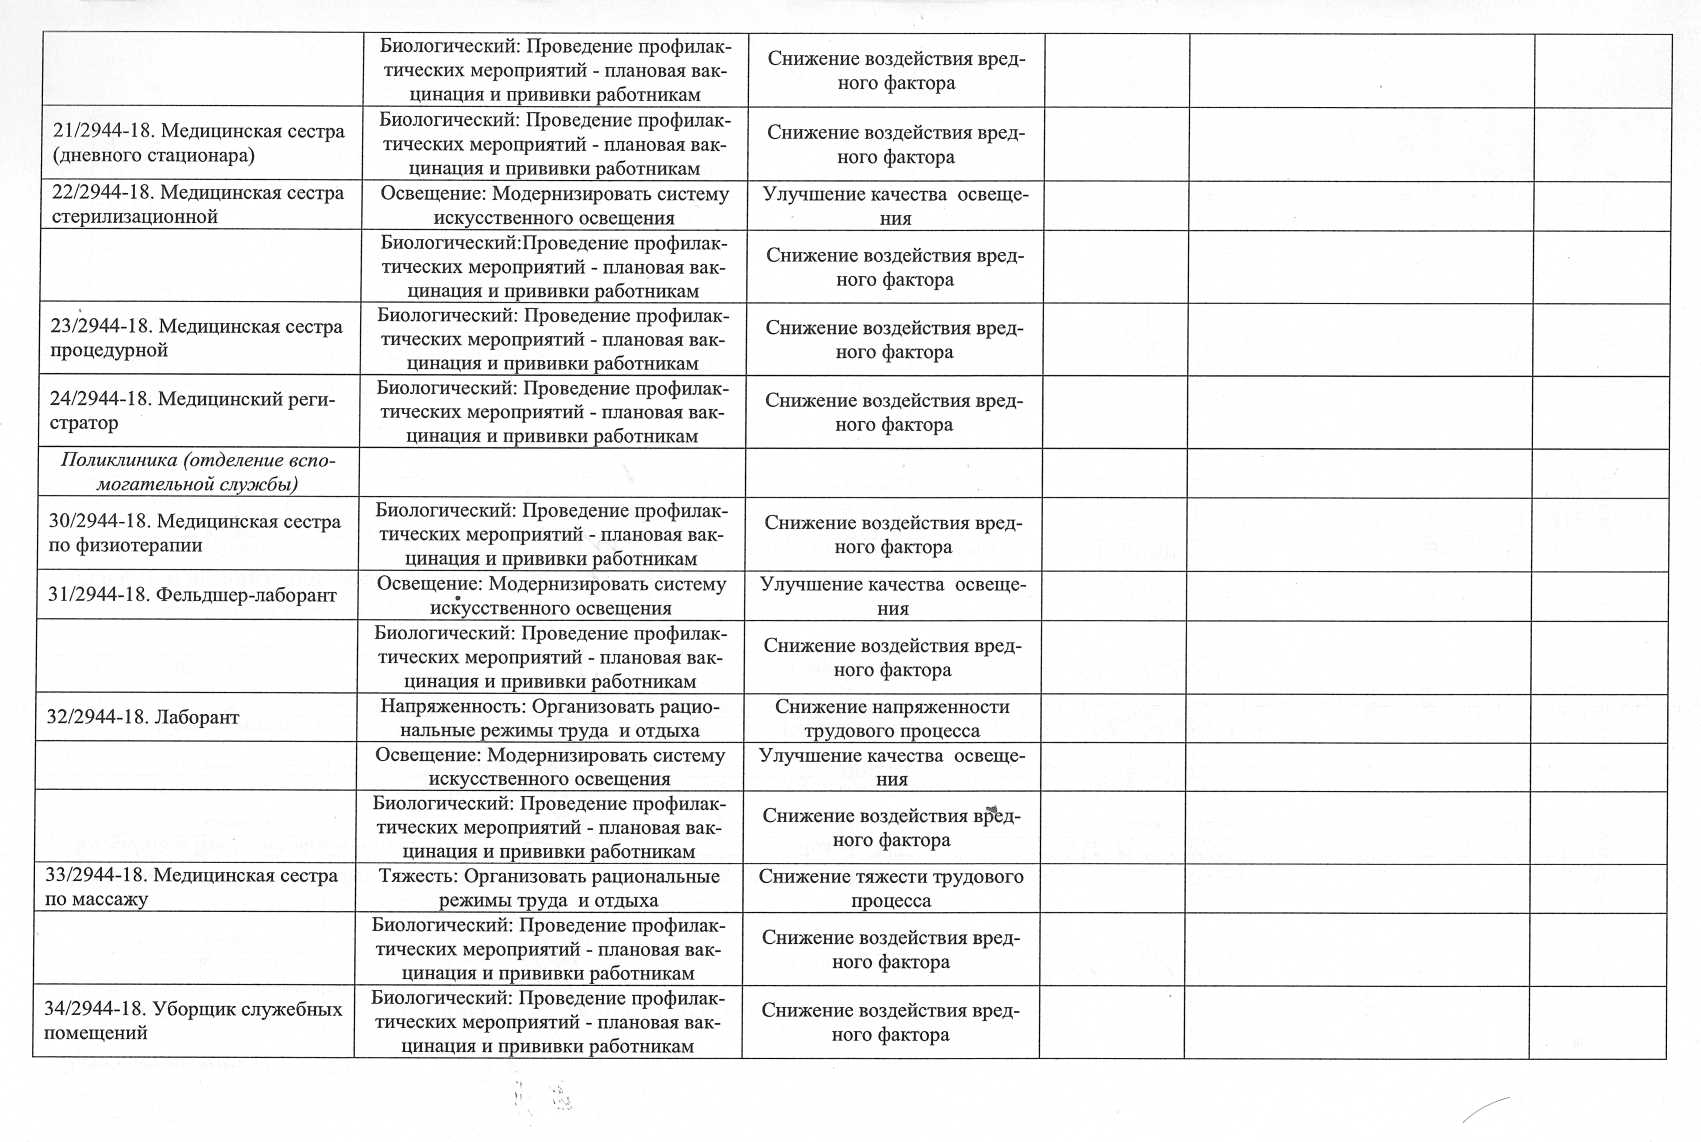 Биологический: Проведение профилак-
тических мероприятий - плановая вак-
цинация и прививки работникам
Снижение воздействия вред-
ного фактора
21/2944-18. Медицинская сестра
(дневного стационара)
Биологический: Проведение профилак-
тических мероприятий - плановая вак-
цинация и прививки работникам
Снижение воздействия вред-
ного фактора
22/2944-18. Медицинская сестра
стерилизационной
Освещение: Модернизировать систему
искусственного освещения
Улучшение качества  освеще-
ния
Биологический:Проведение профилак-
тических мероприятий - плановая вак-
цинация и прививки работникам
Снижение воздействия вред-
ного фактора
23/2944-18. Медицинская сестра
процедурной
Биологический: Проведение профилак-
тических мероприятий - плановая вак-
цинация и прививки работникам
Снижение воздействия вред-
ного фактора
24/2944-18. Медицинский реги-
стратор
Биологический: Проведение профилак-
тических мероприятий - плановая вак-
цинация и прививки работникам
Снижение воздействия вред-
ного фактора
Поликлиника (отделение вспо-
могательной службы)
30/2944-18. Медицинская сестра
по физиотерапии
Биологический: Проведение профилак-
тических мероприятий - плановая вак-
цинация и прививки работникам
Снижение воздействия вред-
ного фактора
31/2944-18. Фельдшер-лаборант
Освещение: Модернизировать систему
искусственного освещения
Улучшение качества  освеще-
ния
Биологический: Проведение профилак-
тических мероприятий - плановая вак-
цинация и прививки работникам
Снижение воздействия вред-
ного фактора
32/2944-18. Лаборант
Напряженность: Организовать рацио-
нальные режимы труда  и отдыха
Снижение напряженности
трудового процесса
Освещение: Модернизировать систему
искусственного освещения
Улучшение качества  освеще-
ния
Биологический: Проведение профилак-
тических мероприятий - плановая вак-
цинация и прививки работникам
Снижение воздействия вред-
ного фактора
33/2944-18. Медицинская сестра
по массажу
Тяжесть: Организовать рациональные
режимы труда  и отдыха
Снижение тяжести трудового
процесса
Биологический: Проведение профилак-
тических мероприятий - плановая вак-
цинация и прививки работникам
Снижение воздействия вред-
ного фактора
34/2944-18. Уборщик служебных
помещений
Биологический: Проведение профилак-
тических мероприятий - плановая вак-
цинация и прививки работникам
Снижение воздействия вред-
ного фактора